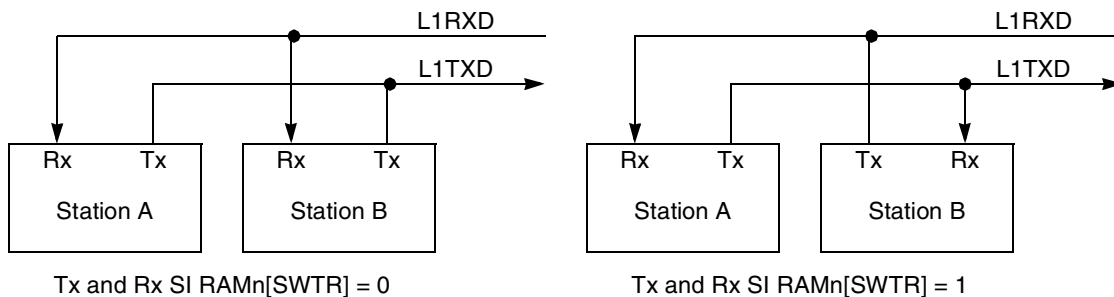 L1RXD
L1TXD
Rx Tx
Station A
Rx Tx
Station B
Tx and Rx SI RAMn[SWTR] = 0
L1RXD
L1TXD
Rx Tx
Station A
Tx Rx
Station B
Tx and Rx SI RAMn[SWTR] = 1